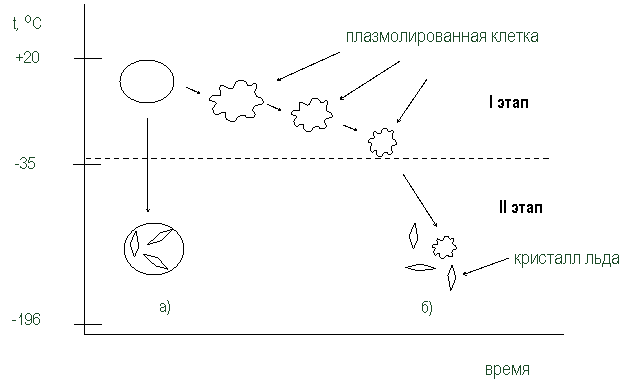 t, °C
плазмолированная клетка
+20
I этап
-35
II этап
кристалл льда
а)
б)
-196
время